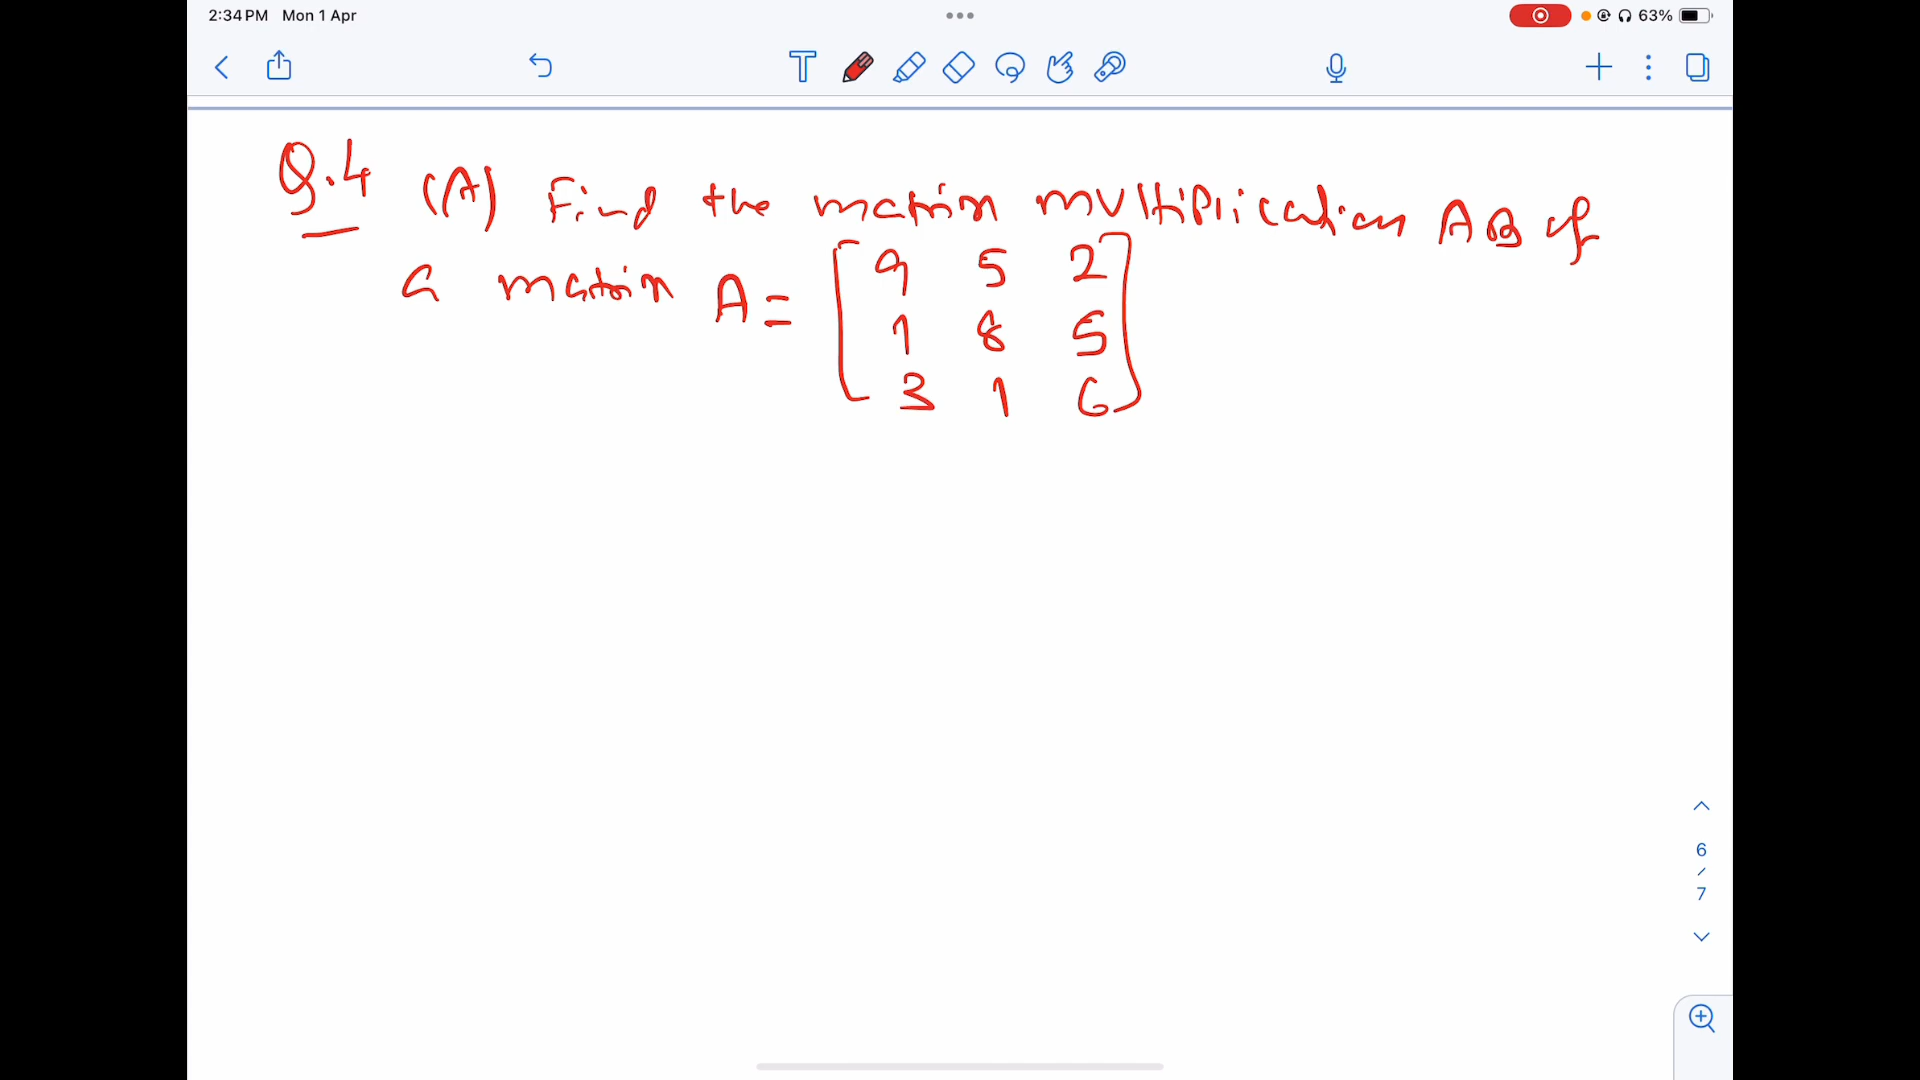 2:34 PM Mon 1 Apr
63%
Q.4 (A) Find the matrix multiplication AB of
a matrix A = [ 9 5 2
1 8 5
3 1 6 ]
6
/
7